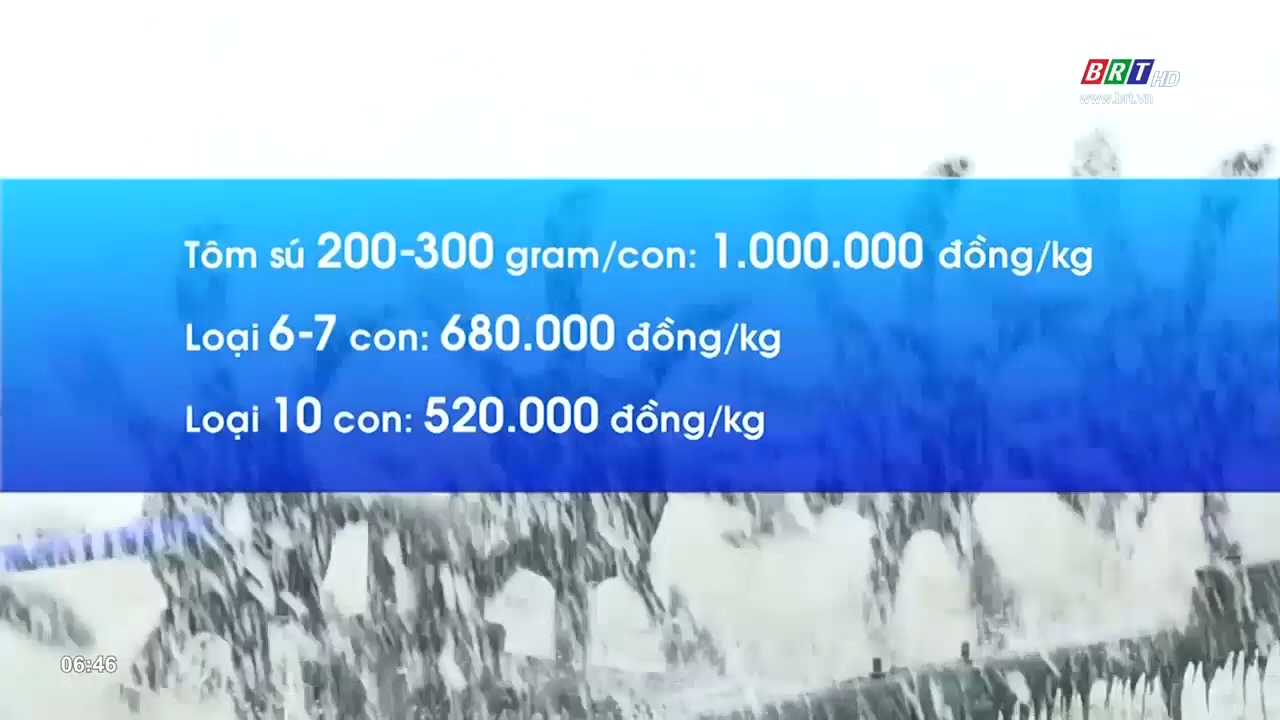 BRT HD
www.brt.vn
Tôm sú 200-300 gram/con: 1.000.000 đồng/kg
Loại 6-7 con: 680.000 đồng/kg
Loại 10 con: 520.000 đồng/kg
06:46